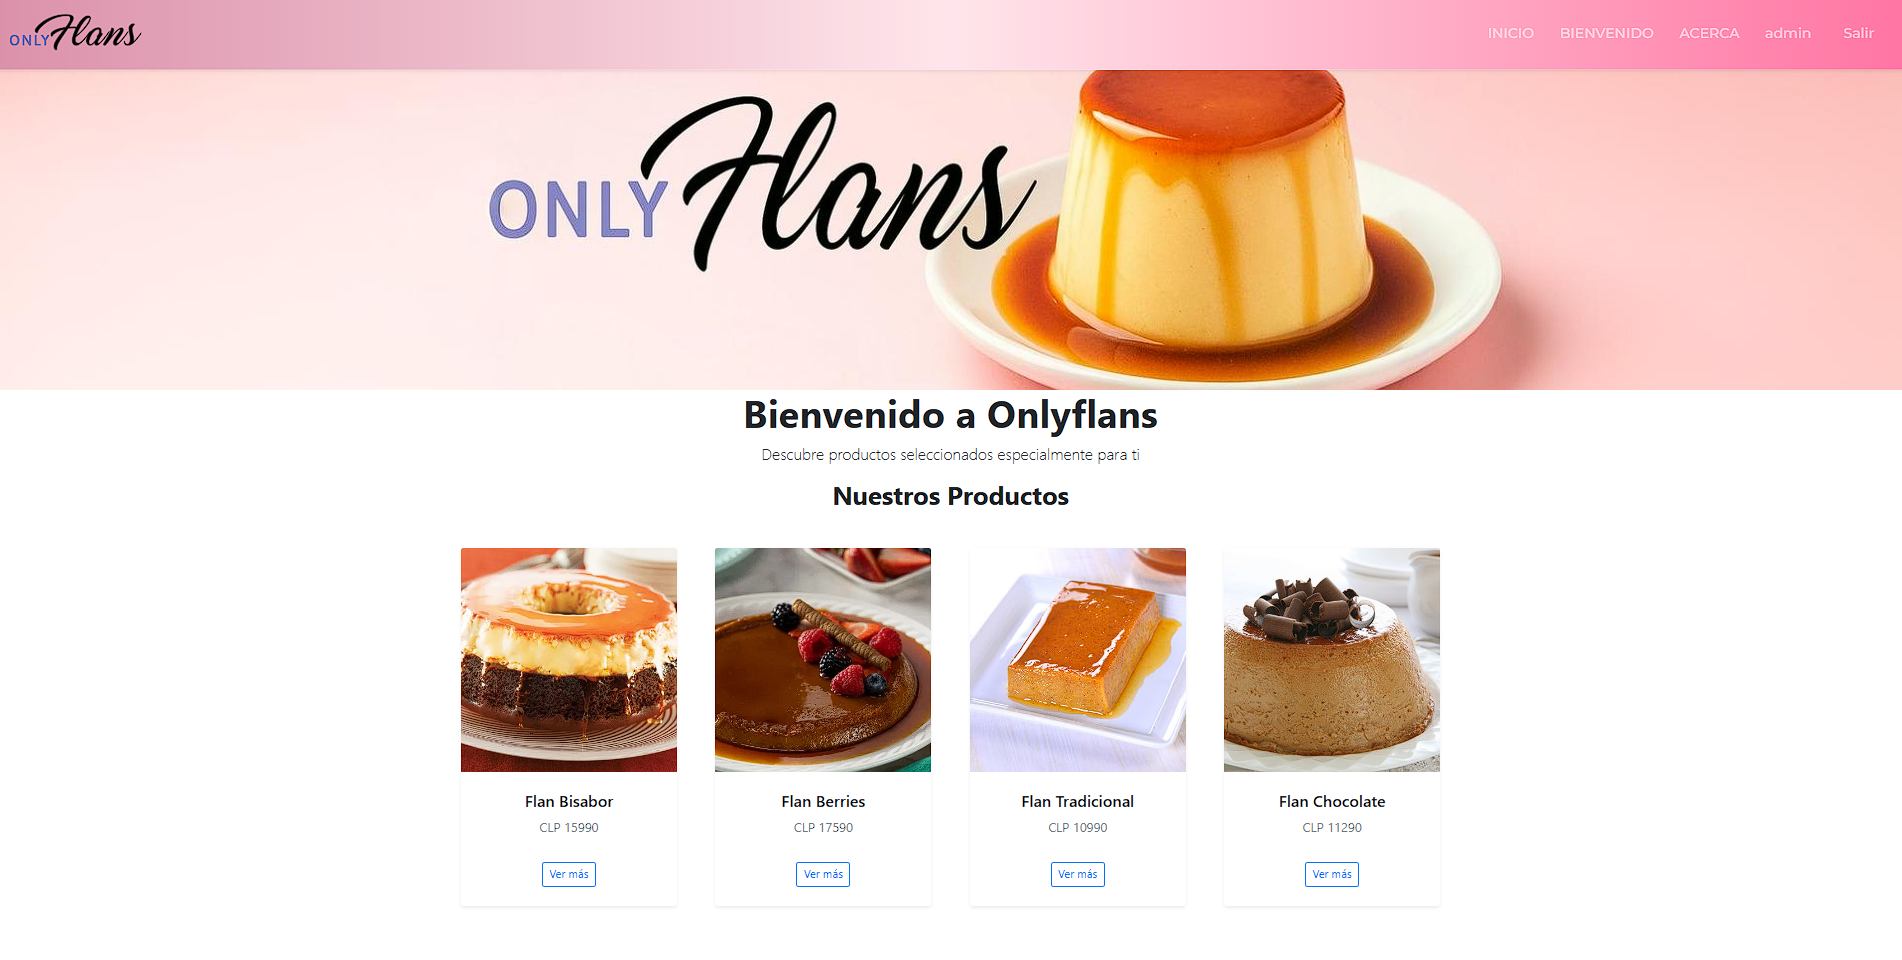 ONLY Flans
INICIO BIENVENIDO ACERCA admin Salir
ONLY Flans
Bienvenido a Onlyflans
Descubre productos seleccionados especialmente para ti
Nuestros Productos
Flan Bisabor
CLP 15990
Ver más
Flan Berries
CLP 17590
Ver más
Flan Tradicional
CLP 10990
Ver más
Flan Chocolate
CLP 11290
Ver más